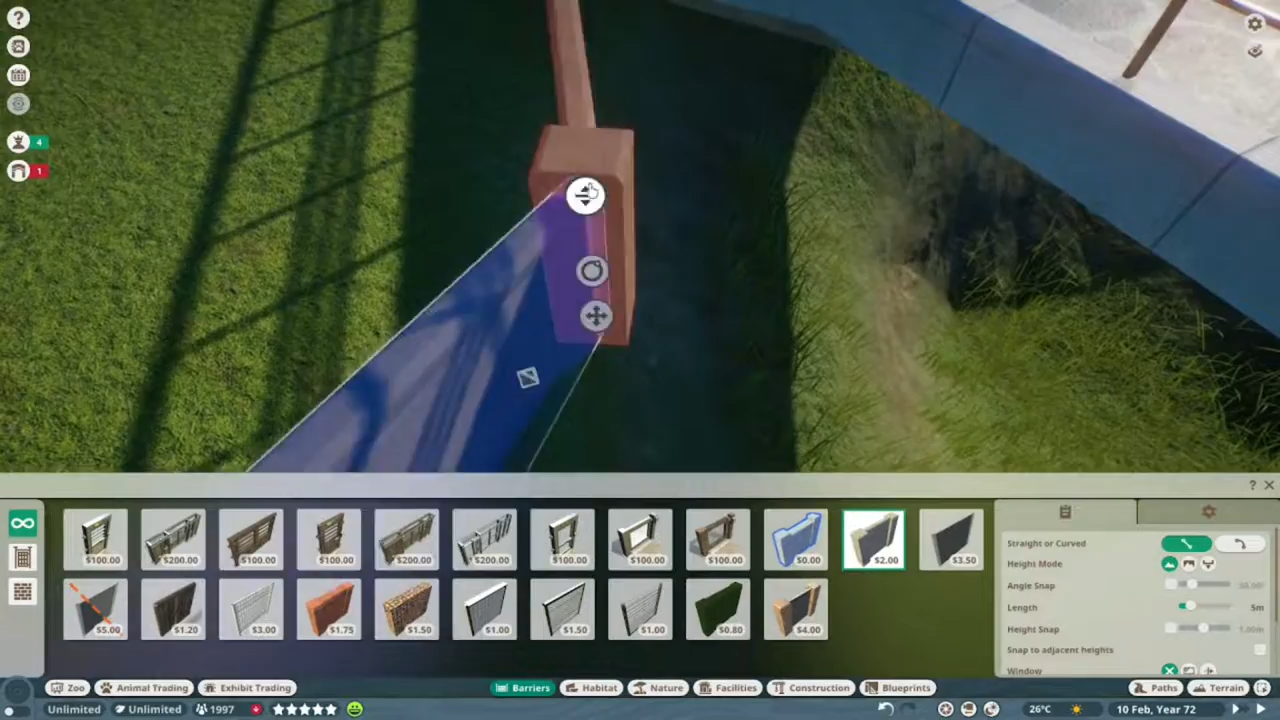 ?
4
1
? ×
$100.00 $200.00 $100.00 $100.00 $200.00 $200.00 $100.00 $100.00 $100.00 $0.00 $2.00 $3.50
$5.00 $1.20 $3.00 $1.75 $1.50 $1.00 $1.50 $1.00 $0.80 $4.00
Straight or Curved
Height Mode
Angle Snap
Length 5m
Height Snap 1.00m
Snap to adjacent heights
Window
Zoo Animal Trading Exhibit Trading Barriers Habitat Nature Facilities Construction Blueprints Paths Terrain
Unlimited Unlimited 1997 26°C 10 Feb, Year 72